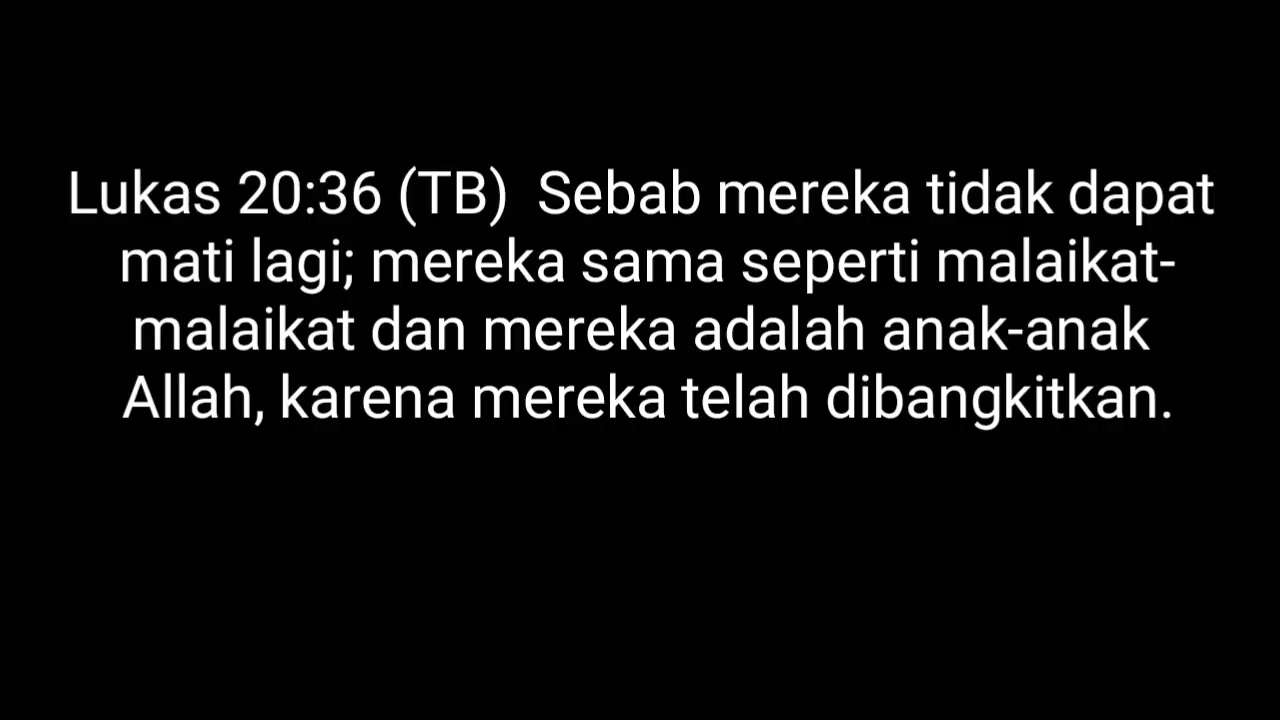 Lukas 20:36 (TB)  Sebab mereka tidak dapat
mati lagi; mereka sama seperti malaikat-
malaikat dan mereka adalah anak-anak
Allah, karena mereka telah dibangkitkan.